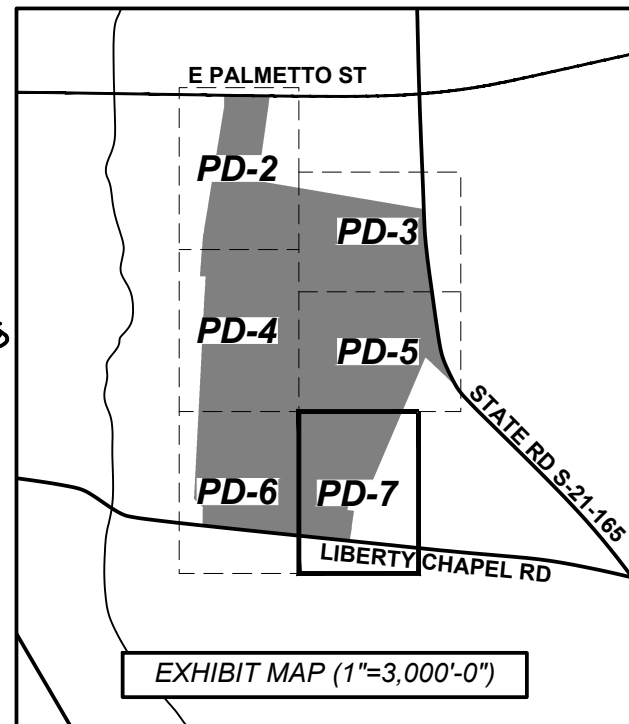 E PALMETTO ST
PD-2
PD-3
PD-4
PD-5
PD-6
PD-7
STATE RD S-21-165
LIBERTY CHAPEL RD
EXHIBIT MAP (1"=3,000'-0")